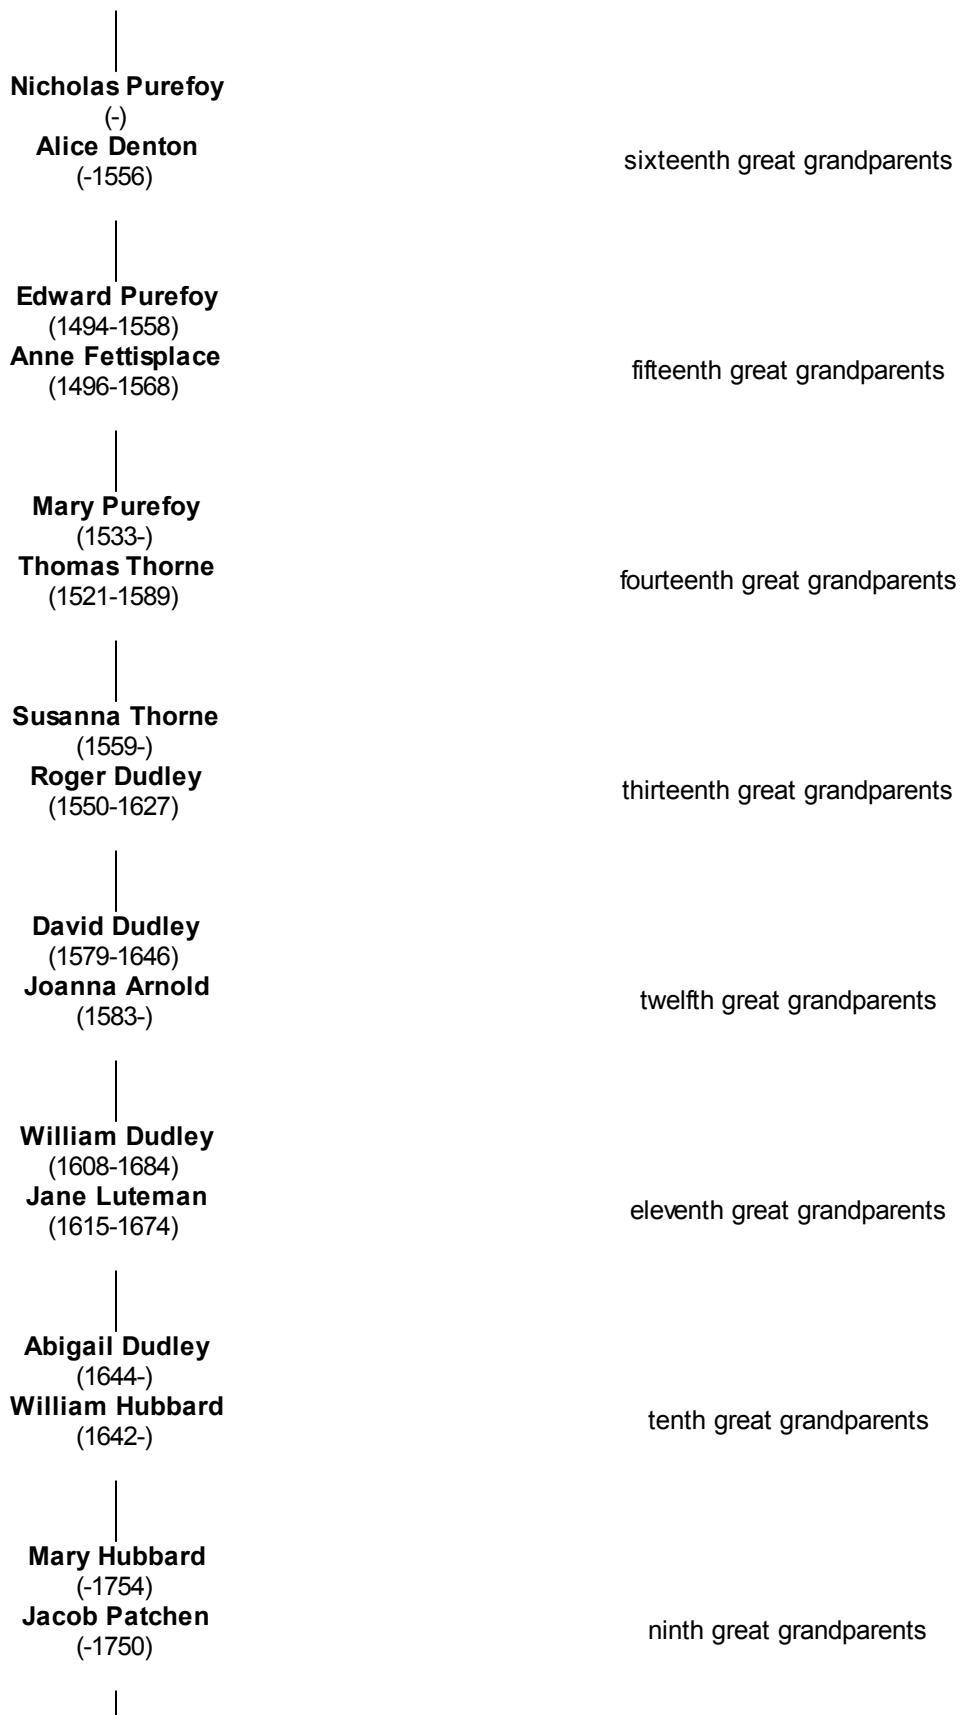 Nicholas Purefoy
(-)
Alice Denton
(-1556)
sixteenth great grandparents
Edward Purefoy
(1494-1558)
Anne Fettisplace
(1496-1568)
fifteenth great grandparents
Mary Purefoy
(1533-)
Thomas Thorne
(1521-1589)
fourteenth great grandparents
Susanna Thorne
(1559-)
Roger Dudley
(1550-1627)
thirteenth great grandparents
David Dudley
(1579-1646)
Joanna Arnold
(1583-)
twelfth great grandparents
William Dudley
(1608-1684)
Jane Luteman
(1615-1674)
eleventh great grandparents
Abigail Dudley
(1644-)
William Hubbard
(1642-)
tenth great grandparents
Mary Hubbard
(-1754)
Jacob Patchen
(-1750)
ninth great grandparents